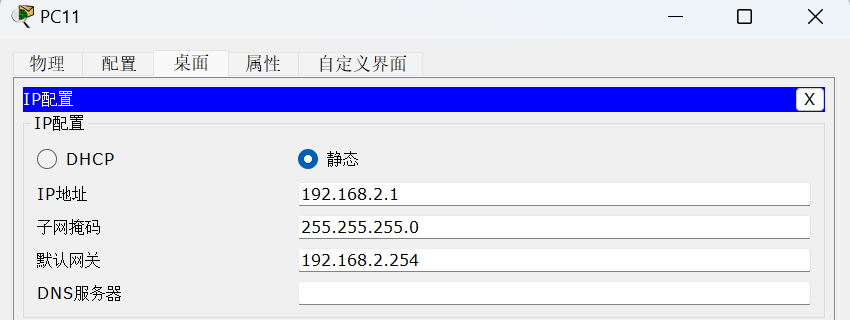 PC11
物理 配置 桌面 属性 自定义界面
IP配置 X
IP配置
DHCP 静态
IP地址 192.168.2.1
子网掩码 255.255.255.0
默认网关 192.168.2.254
DNS服务器